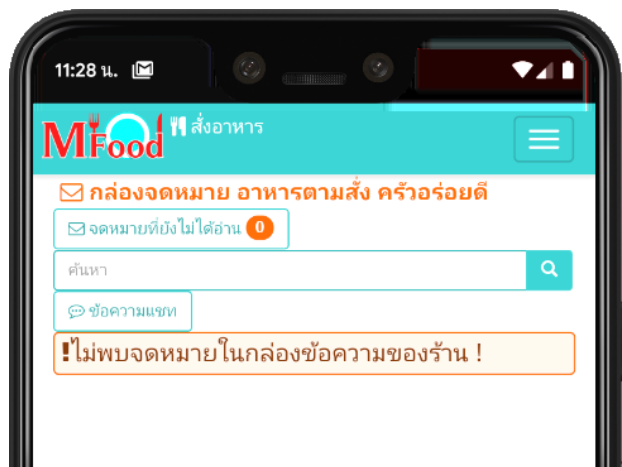 11:28 น.
MFood สั่งอาหาร
กล่องจดหมาย อาหารตามสั่ง ครัวอร่อยดี
จดหมายที่ยังไม่ได้อ่าน 0
ค้นหา
ข้อความแชท
!ไม่พบจดหมายในกล่องข้อความของร้าน !